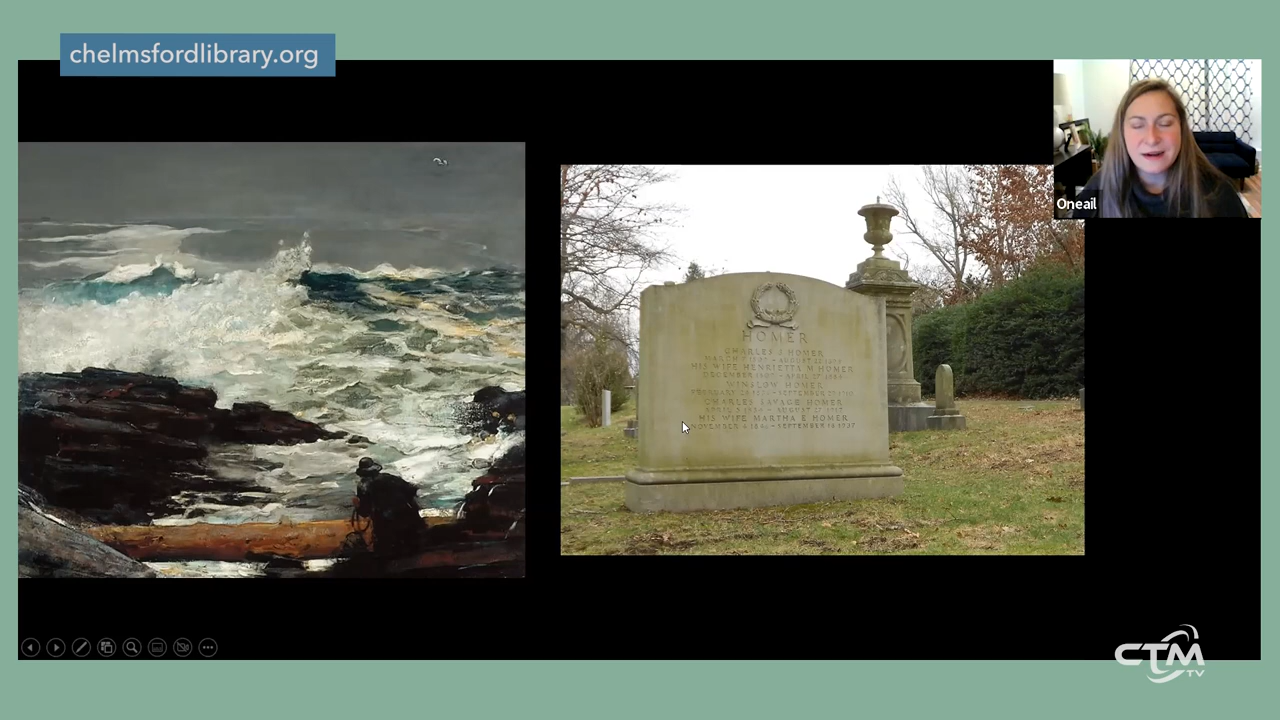 chelmsfordlibrary.org
Oneail
HOMER
CHARLES S HOMER
HIS WIFE HENRIETTA M HOMER
WINSLOW HOMER
CHARLES SAVAGE HOMER
HIS WIFE MARTHA E HOMER
CTM
TV